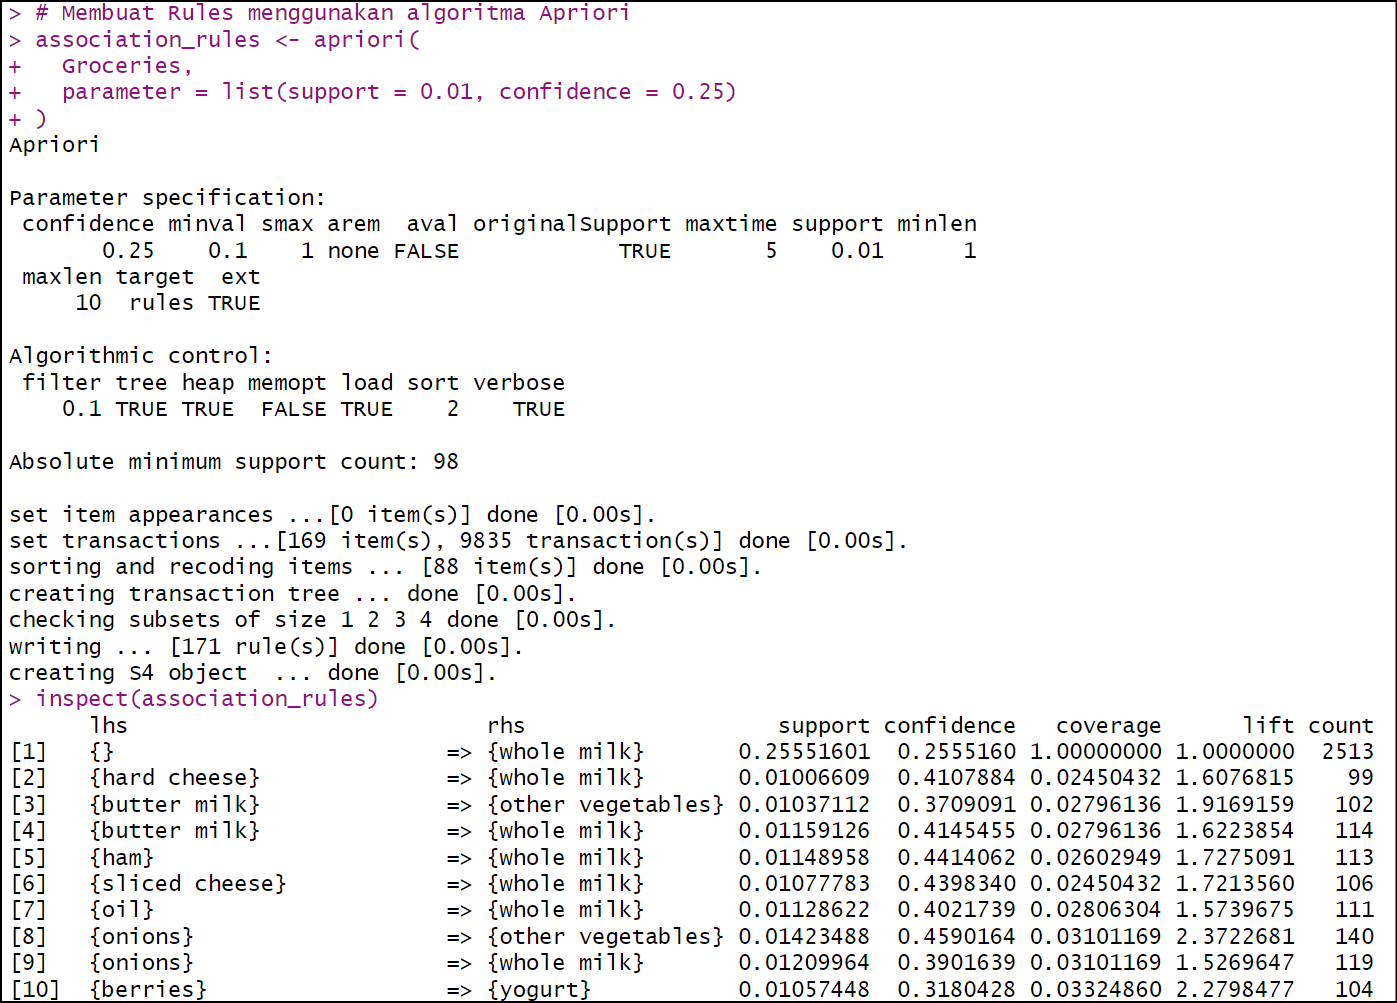 > # Membuat Rules menggunakan algoritma Apriori
> association_rules <- apriori(
+   Groceries,
+   parameter = list(support = 0.01, confidence = 0.25)
+ )
Apriori

Parameter specification:
 confidence minval smax arem  aval originalSupport maxtime support minlen
       0.25    0.1    1 none FALSE            TRUE       5    0.01      1
 maxlen target  ext
     10  rules TRUE

Algorithmic control:
 filter tree heap memopt load sort verbose
    0.1 TRUE TRUE  FALSE TRUE    2    TRUE

Absolute minimum support count: 98

set item appearances ...[0 item(s)] done [0.00s].
set transactions ...[169 item(s), 9835 transaction(s)] done [0.00s].
sorting and recoding items ... [88 item(s)] done [0.00s].
creating transaction tree ... done [0.00s].
checking subsets of size 1 2 3 4 done [0.00s].
writing ... [171 rule(s)] done [0.00s].
creating S4 object  ... done [0.00s].
> inspect(association_rules)
      lhs                           rhs                   support confidence   coverage      lift count
[1]   {}                         => {whole milk}       0.25551601  0.2555160 1.00000000 1.0000000  2513
[2]   {hard cheese}              => {whole milk}       0.01006609  0.4107884 0.02450432 1.6076815    99
[3]   {butter milk}              => {other vegetables} 0.01037112  0.3709091 0.02796136 1.9169159   102
[4]   {butter milk}              => {whole milk}       0.01159126  0.4145455 0.02796136 1.6223854   114
[5]   {ham}                      => {whole milk}       0.01148958  0.4414062 0.02602949 1.7275091   113
[6]   {sliced cheese}            => {whole milk}       0.01077783  0.4398340 0.02450432 1.7213560   106
[7]   {oil}                      => {whole milk}       0.01128622  0.4021739 0.02806304 1.5739675   111
[8]   {onions}                   => {other vegetables} 0.01423488  0.4590164 0.03101169 2.3722681   140
[9]   {onions}                   => {whole milk}       0.01209964  0.3901639 0.03101169 1.5269647   119
[10]  {berries}                  => {yogurt}           0.01057448  0.3180428 0.03324860 2.2798477   104